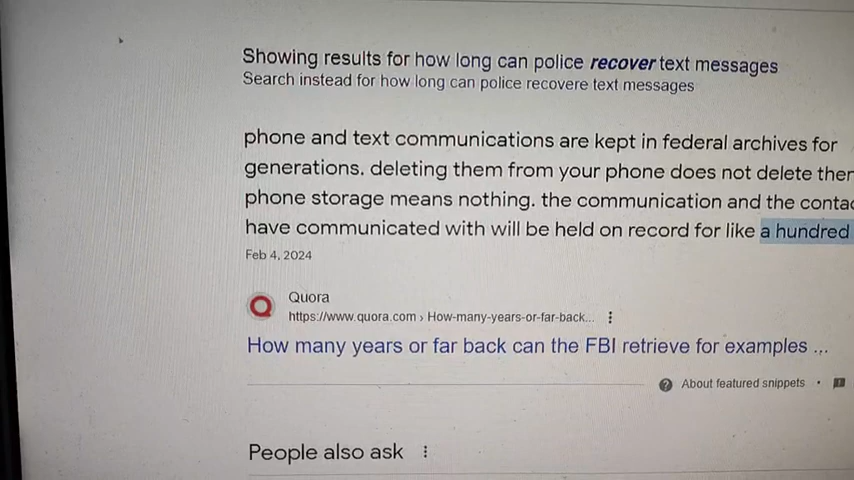 Showing results for how long can police recover text messages
Search instead for how long can police recovere text messages
phone and text communications are kept in federal archives for
generations. deleting them from your phone does not delete
phone storage means nothing. the communication and the
have communicated with will be held on record for like a hundred
Feb 4, 2024
Quora
https://www.quora.com › How-many-years-or-far-back...
How many years or far back can the FBI retrieve for examples ...
About featured snippets •
People also ask